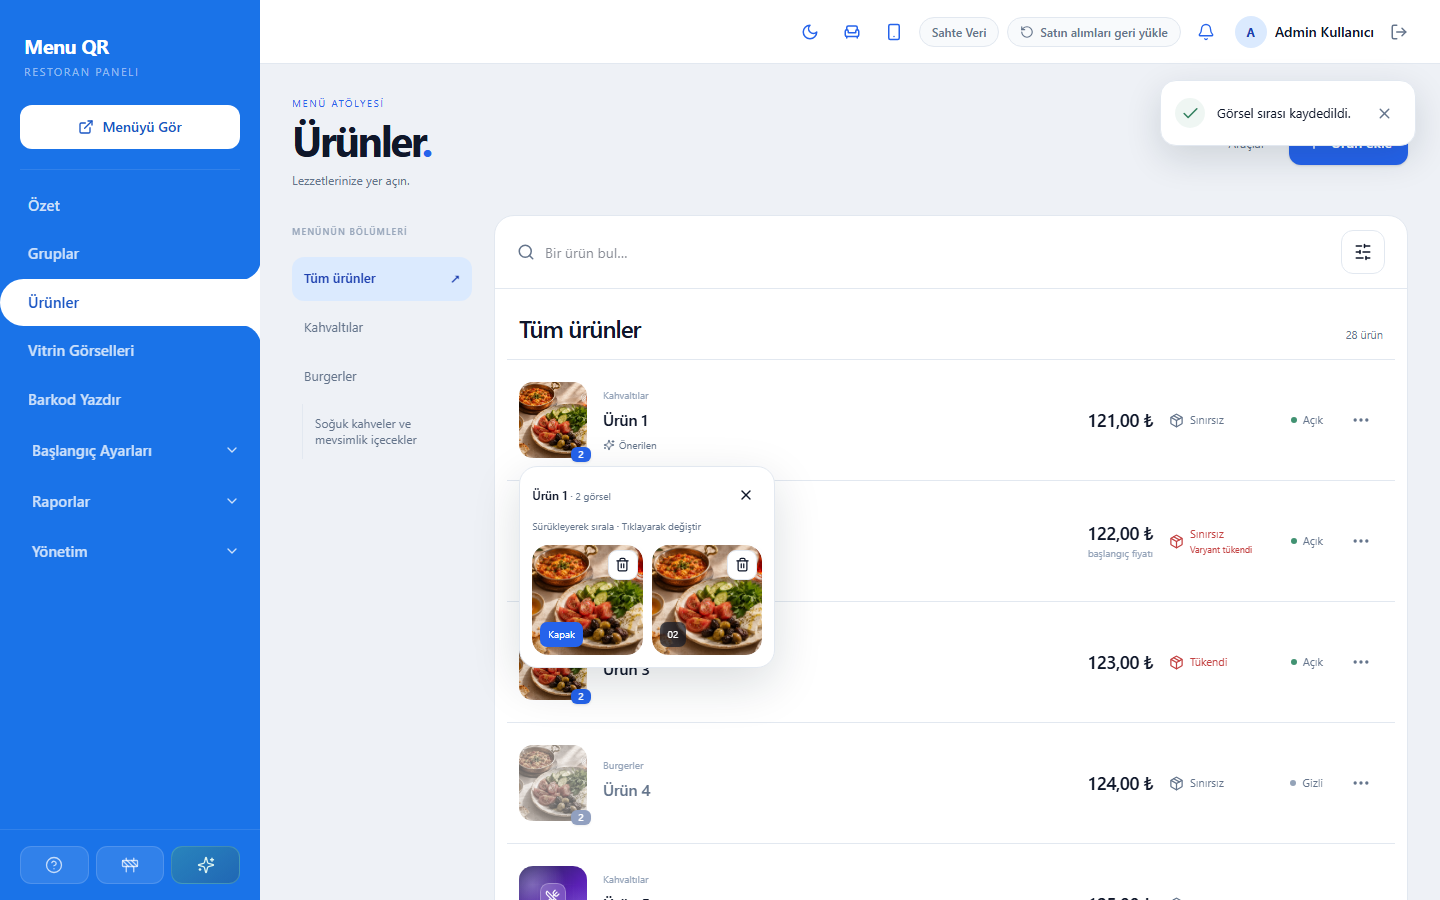 Menu QR
RESTORAN PANELİ
Menüyü Gör
Özet
Gruplar
Ürünler
Vitrin Görselleri
Barkod Yazdır
Başlangıç Ayarları
Raporlar
Yönetim
Sahte Veri
Satın alımları geri yükle
A
Admin Kullanıcı
Görsel sırası kaydedildi.
MENÜ ATÖLYESİ
Ürünler.
Lezzetlerinize yer açın.
MENÜNÜN BÖLÜMLERİ
Tüm ürünler
Kahvaltılar
Burgerler
Soğuk kahveler ve
mevsimlik içecekler
Bir ürün bul...
Tüm ürünler
28 ürün
Kahvaltılar
Ürün 1
Önerilen
2
121,00 ₺
Sınırsız
Açık
Ürün 1 · 2 görsel
Sürükleyerek sırala · Tıklayarak değiştir
Kapak
02
122,00 ₺
başlangıç fiyatı
Sınırsız
Varyant tükendi
Açık
Ürün 3
2
123,00 ₺
Tükendi
Açık
Burgerler
Ürün 4
2
124,00 ₺
Sınırsız
Gizli
Kahvaltılar